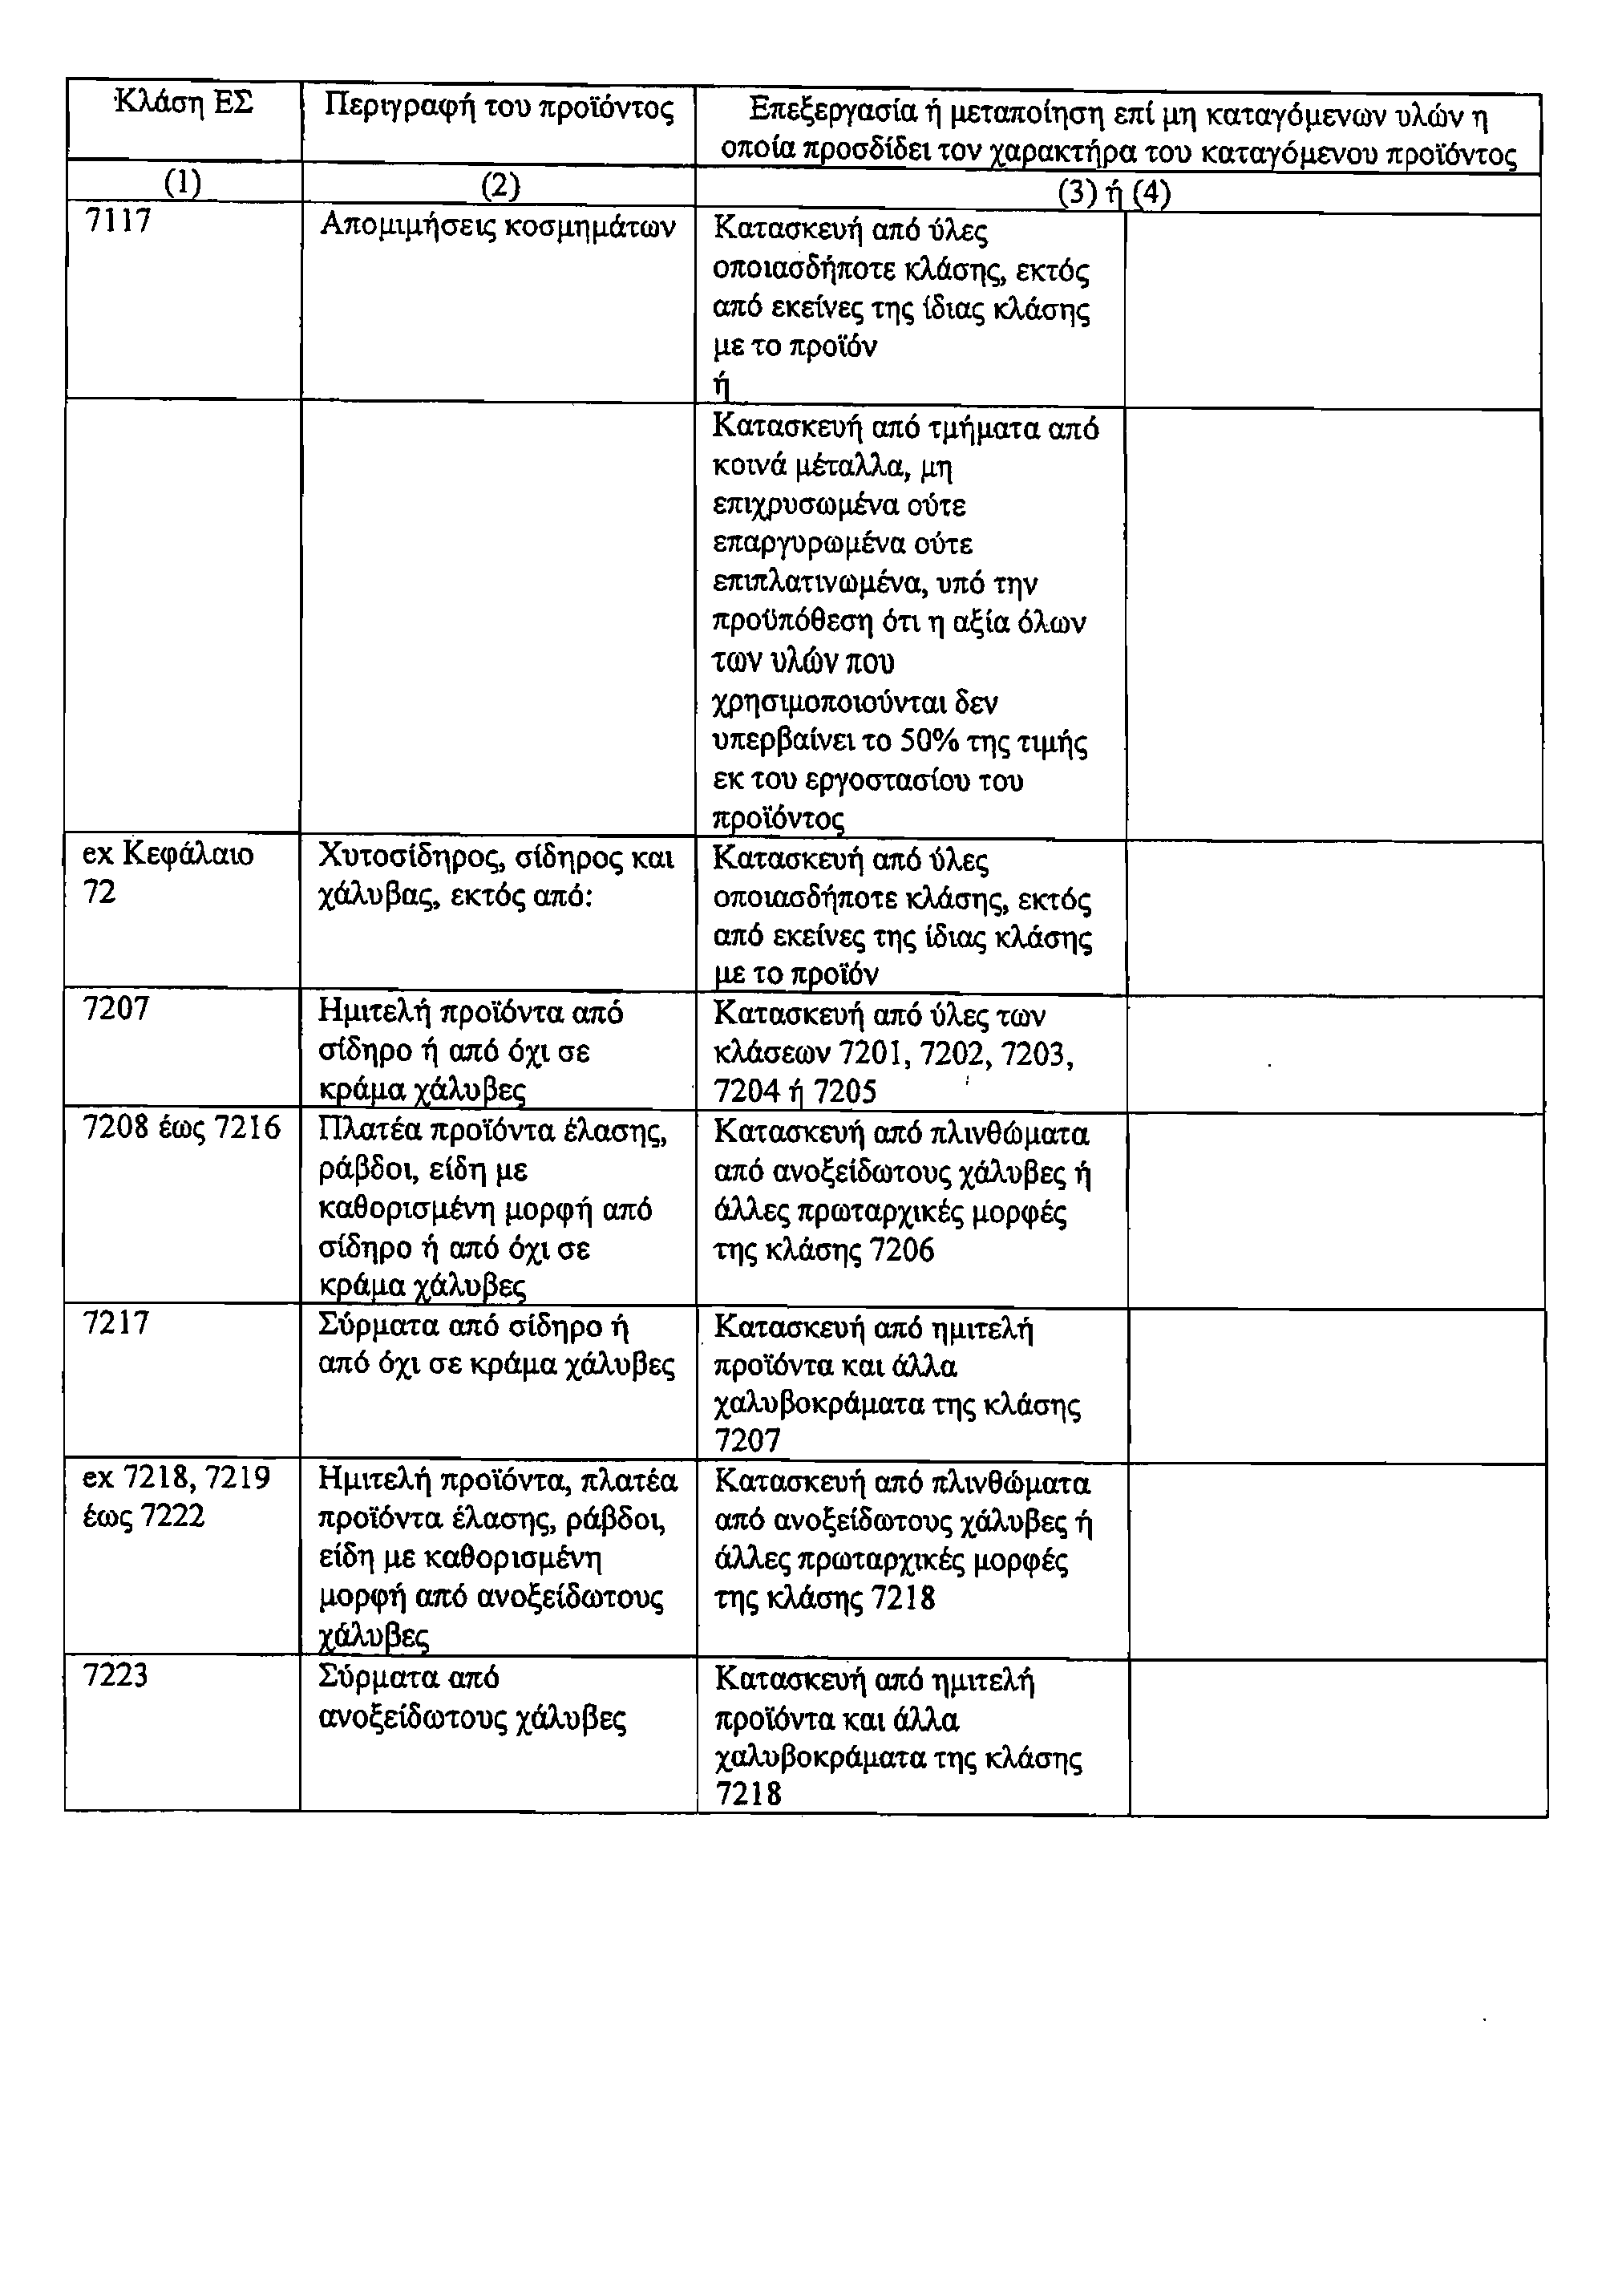 Κλάση ΕΣ
Περιγραφή του προϊόντος
Επεξεργασία ή μεταποίηση επί μη καταγόμενων υλών η
οποία προσδίδει τον χαρακτήρα του καταγόμενου προϊόντος
(1)
(2)
(3) ή (4)
7117
Απομιμήσεις κοσμημάτων
Κατασκευή από ύλες
οποιασδήποτε κλάσης, εκτός
από εκείνες της ίδιας κλάσης
με το προϊόν
ή
Κατασκευή από τμήματα από
κοινά μέταλλα, μη
επιχρυσωμένα ούτε
επαργυρωμένα ούτε
επιπλατινωμένα, υπό την
προϋπόθεση ότι η αξία όλων
των υλών που
χρησιμοποιούνται δεν
υπερβαίνει το 50% της τιμής
εκ του εργοστασίου του
προϊόντος
ex Κεφάλαιο
72
Χυτοσίδηρος, σίδηρος και
χάλυβας, εκτός από:
Κατασκευή από ύλες
οποιασδήποτε κλάσης, εκτός
από εκείνες της ίδιας κλάσης
με το προϊόν
7207
Ημιτελή προϊόντα από
σίδηρο ή από όχι σε
κράμα χάλυβες
Κατασκευή από ύλες των
κλάσεων 7201, 7202, 7203,
7204 ή 7205
7208 έως 7216
Πλατέα προϊόντα έλασης,
ράβδοι, είδη με
καθορισμένη μορφή από
σίδηρο ή από όχι σε
κράμα χάλυβες
Κατασκευή από πλινθώματα
από ανοξείδωτους χάλυβες ή
άλλες πρωταρχικές μορφές
της κλάσης 7206
7217
Σύρματα από σίδηρο ή
από όχι σε κράμα χάλυβες
Κατασκευή από ημιτελή
προϊόντα και άλλα
χαλυβοκράματα της κλάσης
7207
ex 7218, 7219
έως 7222
Ημιτελή προϊόντα, πλατέα
προϊόντα έλασης, ράβδοι,
είδη με καθορισμένη
μορφή από ανοξείδωτους
χάλυβες
Κατασκευή από πλινθώματα
από ανοξείδωτους χάλυβες ή
άλλες πρωταρχικές μορφές
της κλάσης 7218
7223
Σύρματα από
ανοξείδωτους χάλυβες
Κατασκευή από ημιτελή
προϊόντα και άλλα
χαλυβοκράματα της κλάσης
7218